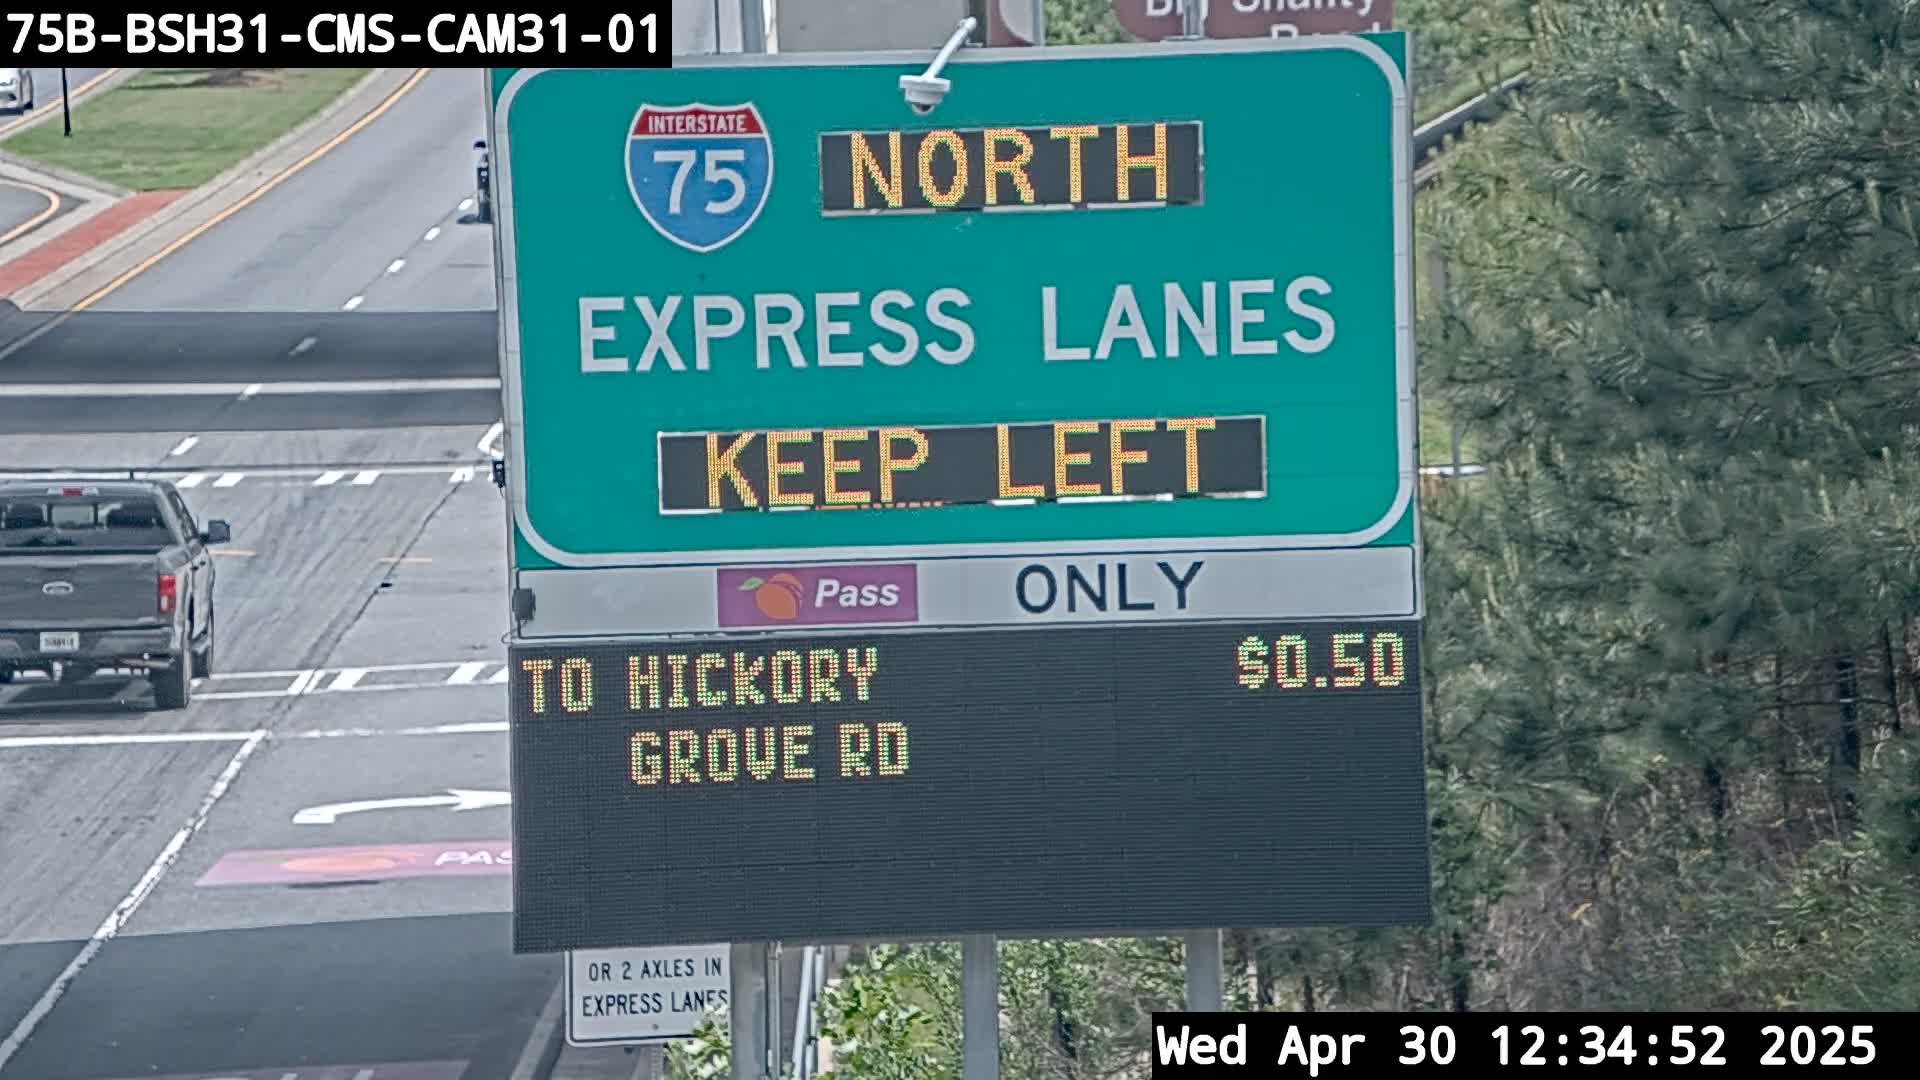 75B-BSH31-CMS-CAM31-01
INTERSTATE
75
NORTH
EXPRESS LANES
KEEP LEFT
Pass ONLY
TO HICKORY $0.50
GROVE RD
OR 2 AXLES IN
EXPRESS LANES
Wed Apr 30 12:34:52 2025